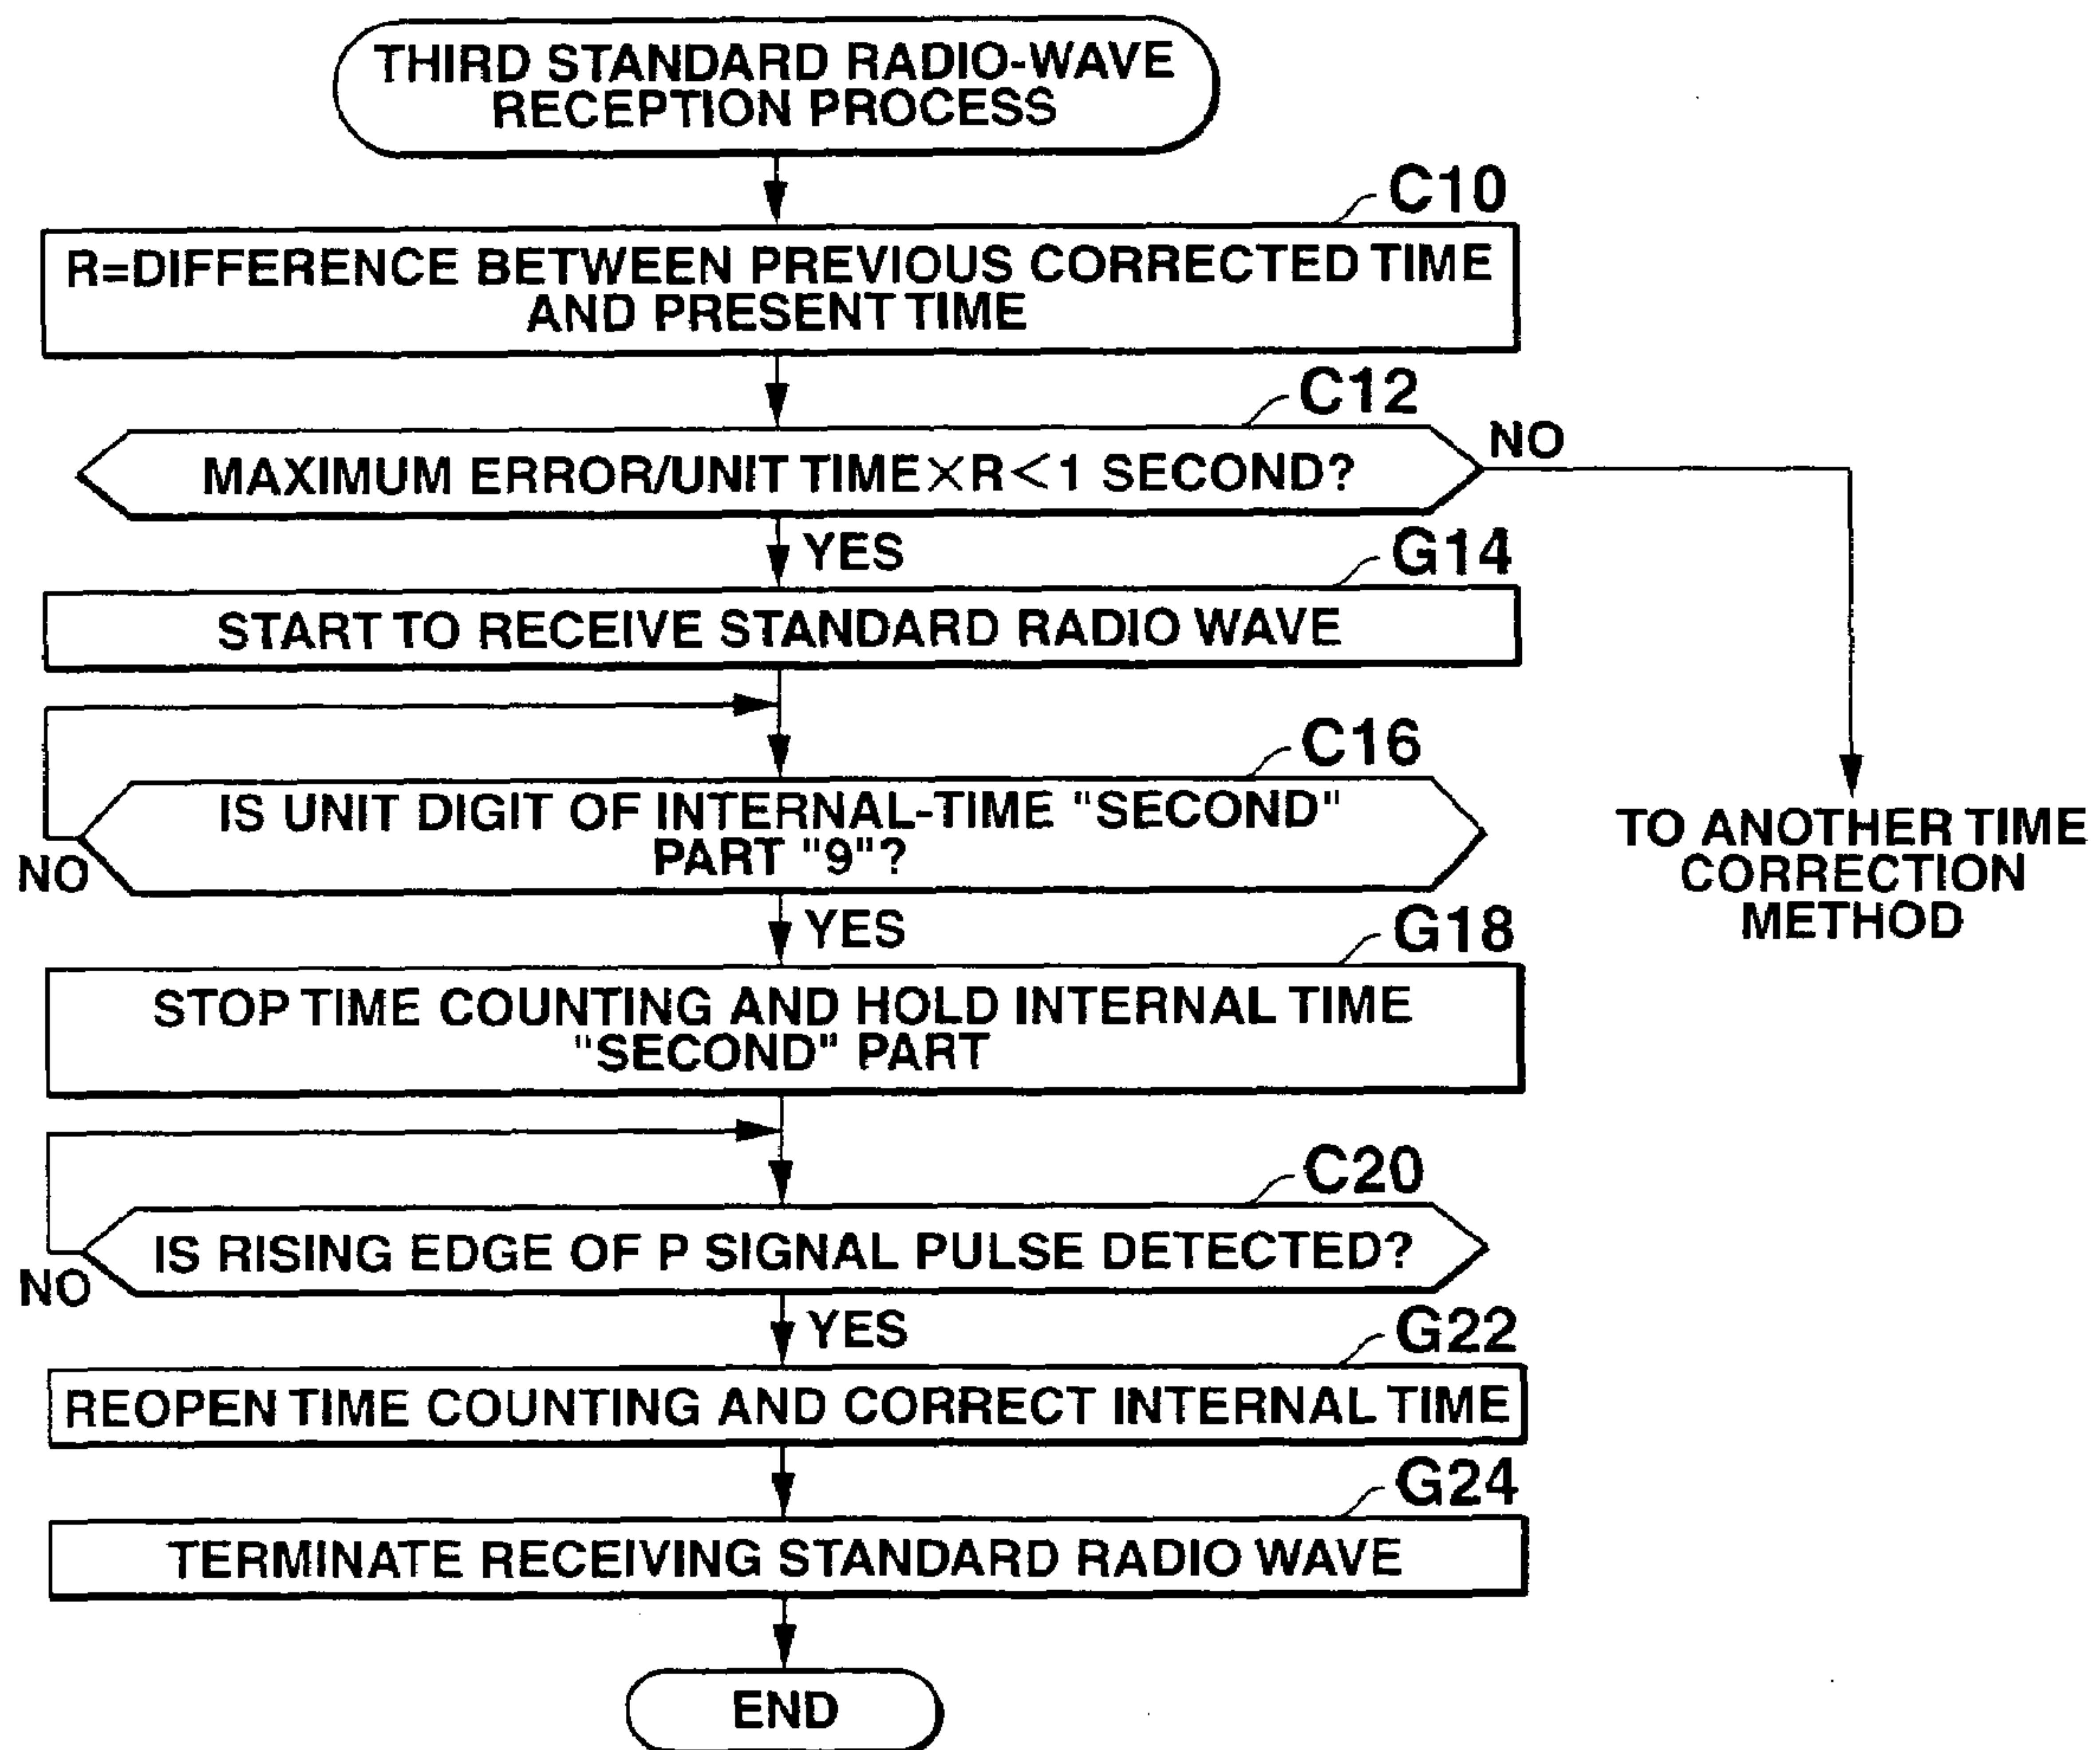 THIRD STANDARD RADIO-WAVE
RECEPTION PROCESS
C10
R=DIFFERENCE BETWEEN PREVIOUS CORRECTED TIME
AND PRESENT TIME
C12
MAXIMUM ERROR/UNIT TIME×R<1 SECOND?
NO
YES
G14
START TO RECEIVE STANDARD RADIO WAVE
C16
IS UNIT DIGIT OF INTERNAL-TIME "SECOND"
PART "9"?
NO
TO ANOTHER TIME
CORRECTION
METHOD
YES
G18
STOP TIME COUNTING AND HOLD INTERNAL TIME
"SECOND" PART
C20
IS RISING EDGE OF P SIGNAL PULSE DETECTED?
NO
YES
G22
REOPEN TIME COUNTING AND CORRECT INTERNAL TIME
G24
TERMINATE RECEIVING STANDARD RADIO WAVE
END